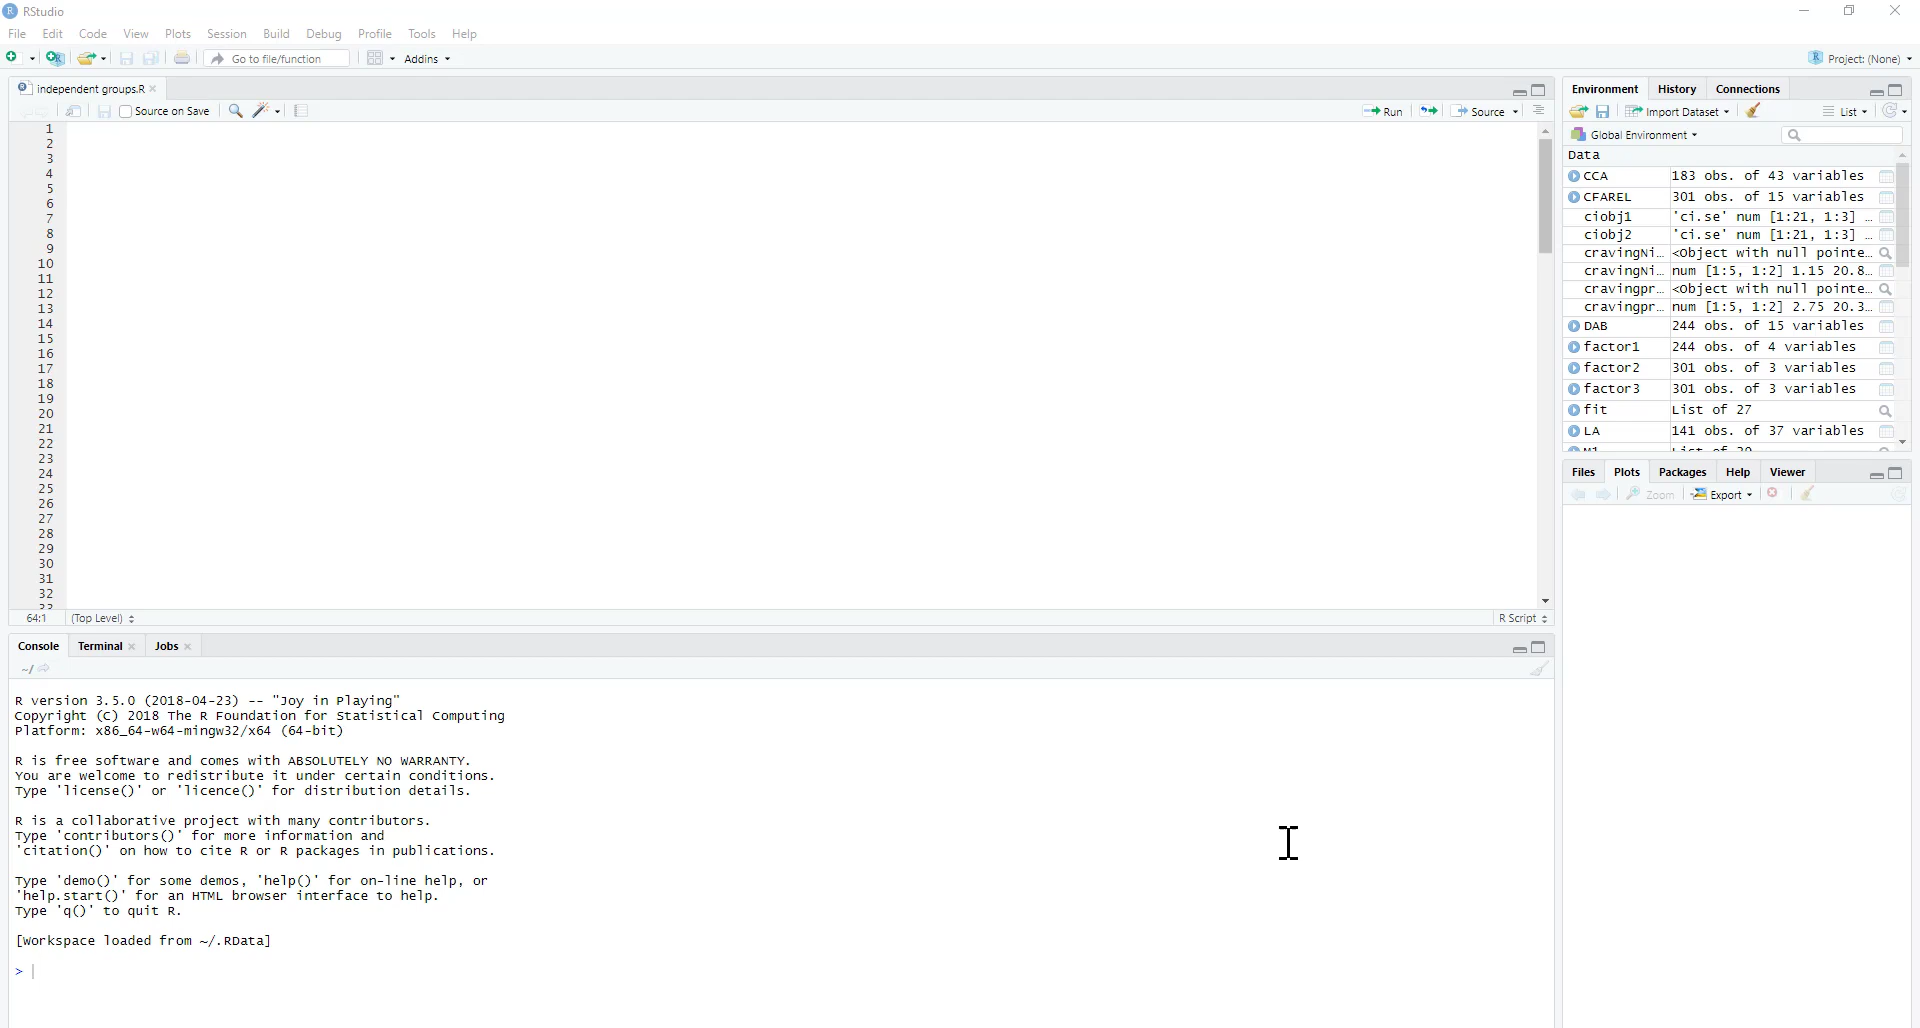 RStudio
File Edit Code View Plots Session Build Debug Profile Tools Help
Go to file/function Addins Project: (None)
independent groups.R
Source on Save Run Source
1
2
3
4
5
6
7
8
9
10
11
12
13
14
15
16
17
18
19
20
21
22
23
24
25
26
27
28
29
30
31
32
33
64:1 (Top Level) R Script
Console Terminal Jobs
~/
R version 3.5.0 (2018-04-23) -- "Joy in Playing"
Copyright (C) 2018 The R Foundation for Statistical Computing
Platform: x86_64-w64-mingw32/x64 (64-bit)
R is free software and comes with ABSOLUTELY NO WARRANTY.
You are welcome to redistribute it under certain conditions.
Type 'license()' or 'licence()' for distribution details.
R is a collaborative project with many contributors.
Type 'contributors()' for more information and
'citation()' on how to cite R or R packages in publications.
Type 'demo()' for some demos, 'help()' for on-line help, or
'help.start()' for an HTML browser interface to help.
Type 'q()' to quit R.
[Workspace loaded from ~/.RData]
>
Environment History Connections
Import Dataset List
Global Environment
Data
CCA 183 obs. of 43 variables
CFAREL 301 obs. of 15 variables
ciobj1 'ci.se' num [1:21, 1:3] …
ciobj2 'ci.se' num [1:21, 1:3] …
cravingNi… <Object with null pointe…
cravingNi… num [1:5, 1:2] 1.15 20.8…
cravingpr… <Object with null pointe…
cravingpr… num [1:5, 1:2] 2.75 20.3…
DAB 244 obs. of 15 variables
factor1 244 obs. of 4 variables
factor2 301 obs. of 3 variables
factor3 301 obs. of 3 variables
fit List of 27
LA 141 obs. of 37 variables
Files Plots Packages Help Viewer
Zoom Export